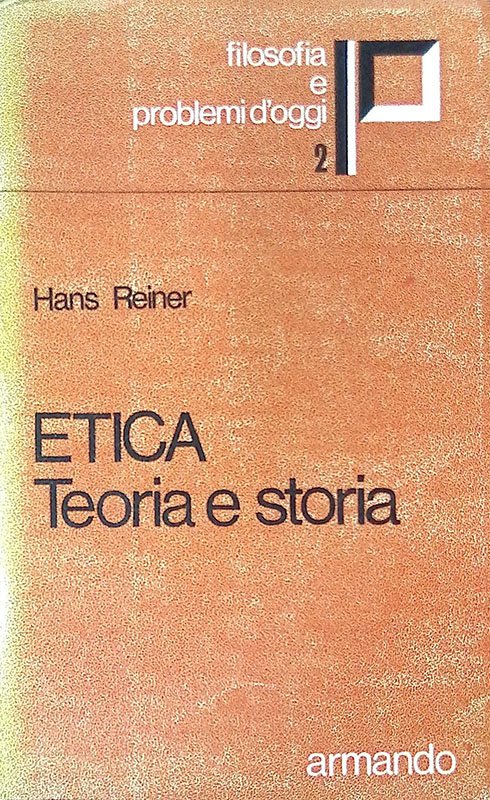 filosofia
e
problemi d'oggi
2
Hans Reiner
ETICA
Teoria e storia
armando